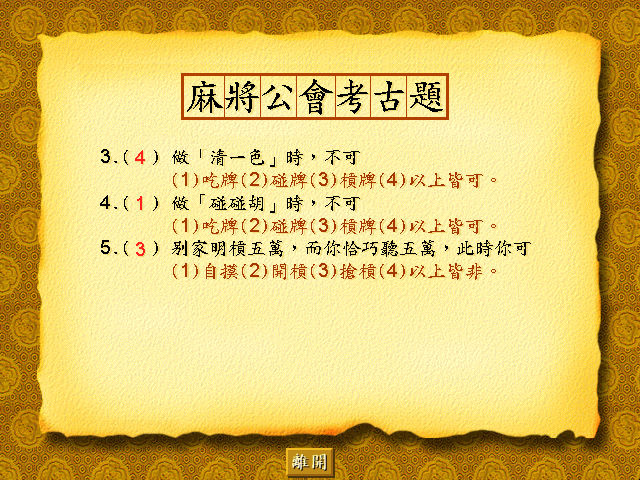 麻將公會考古題
3.( 4 ) 做「清一色」時，不可
(1)吃牌(2)碰牌(3)槓牌(4)以上皆可。
4.( 1 ) 做「碰碰胡」時，不可
(1)吃牌(2)碰牌(3)槓牌(4)以上皆可。
5.( 3 ) 別家明槓五萬，而你恰巧聽五萬，此時你可
(1)自摸(2)開槓(3)搶槓(4)以上皆非。
離開